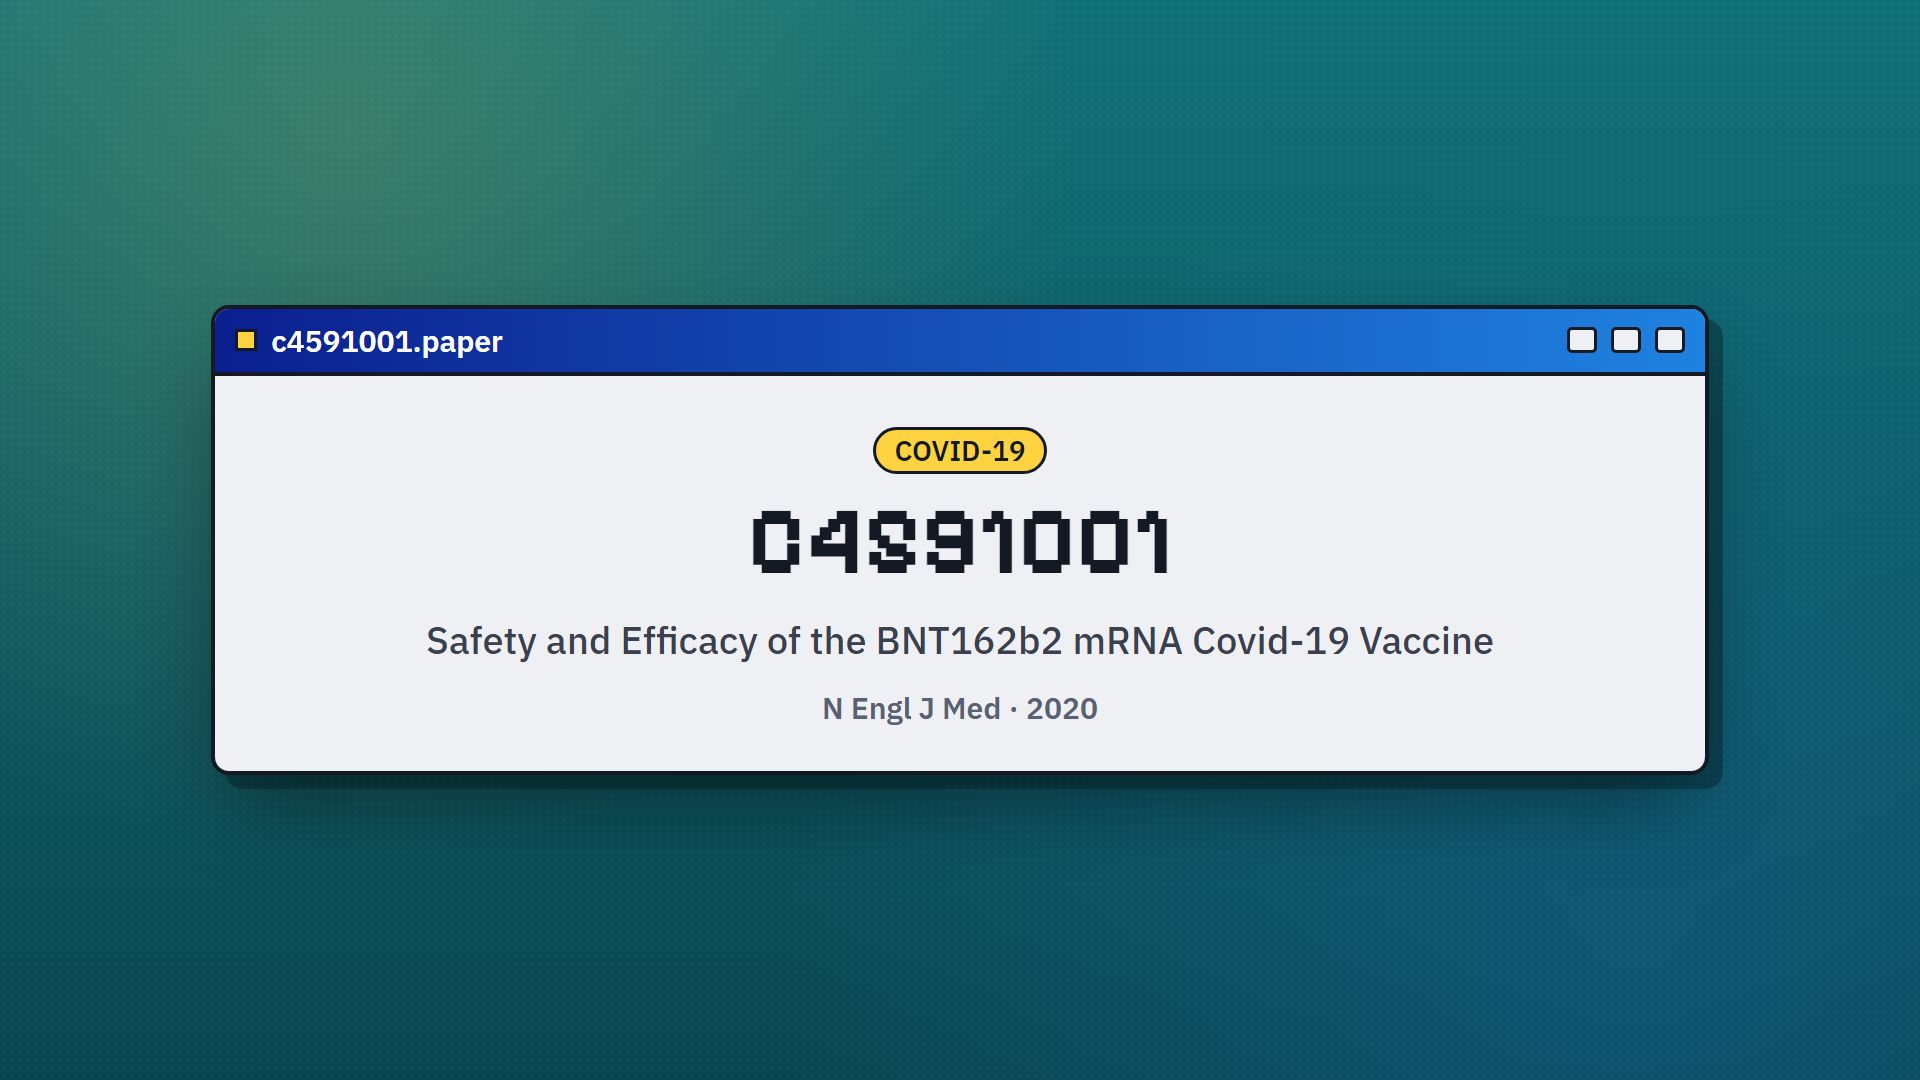 c4591001.paper
COVID-19
C4591001
Safety and Efficacy of the BNT162b2 mRNA Covid-19 Vaccine
N Engl J Med · 2020